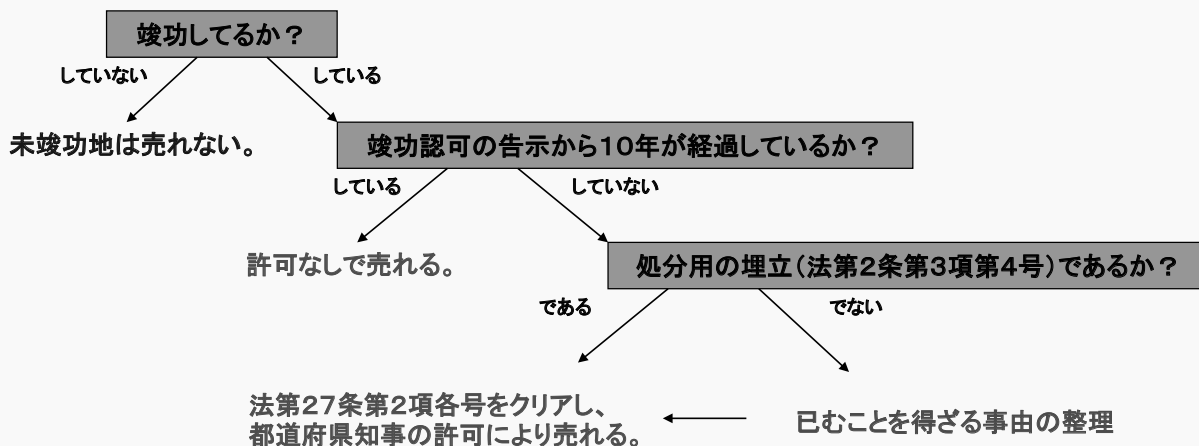 竣功してるか？
していない
している
未竣功地は売れない。
竣功認可の告示から１０年が経過しているか？
している
していない
許可なしで売れる。
処分用の埋立（法第２条第３項第４号）であるか？
である
でない
法第２７条第２項各号をクリアし、
都道府県知事の許可により売れる。
已むことを得ざる事由の整理